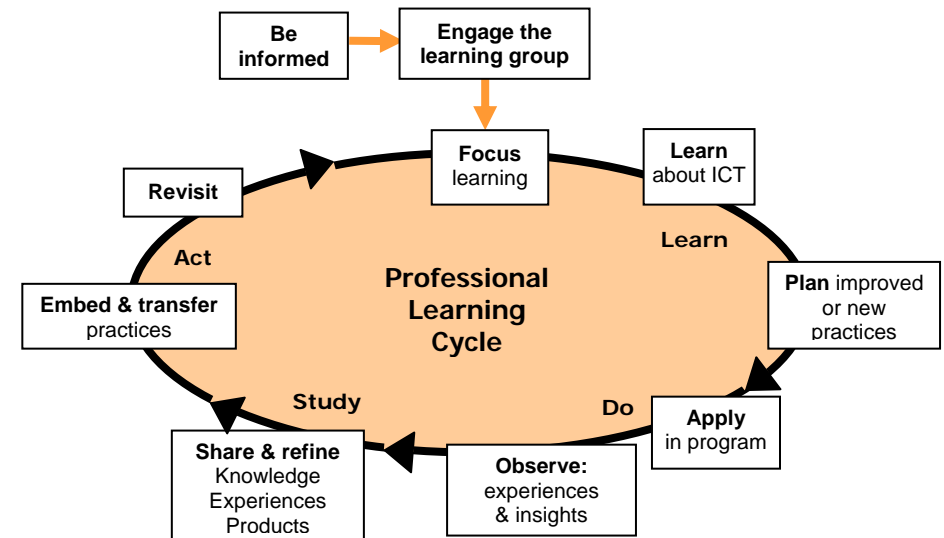 Be
informed
Engage the
learning group
Focus
learning
Learn
about ICT
Revisit
Act
Learn
Professional
Learning
Cycle
Plan improved
or new
practices
Embed & transfer
practices
Study
Do
Apply
in program
Share & refine
Knowledge
Experiences
Products
Observe:
experiences
& insights